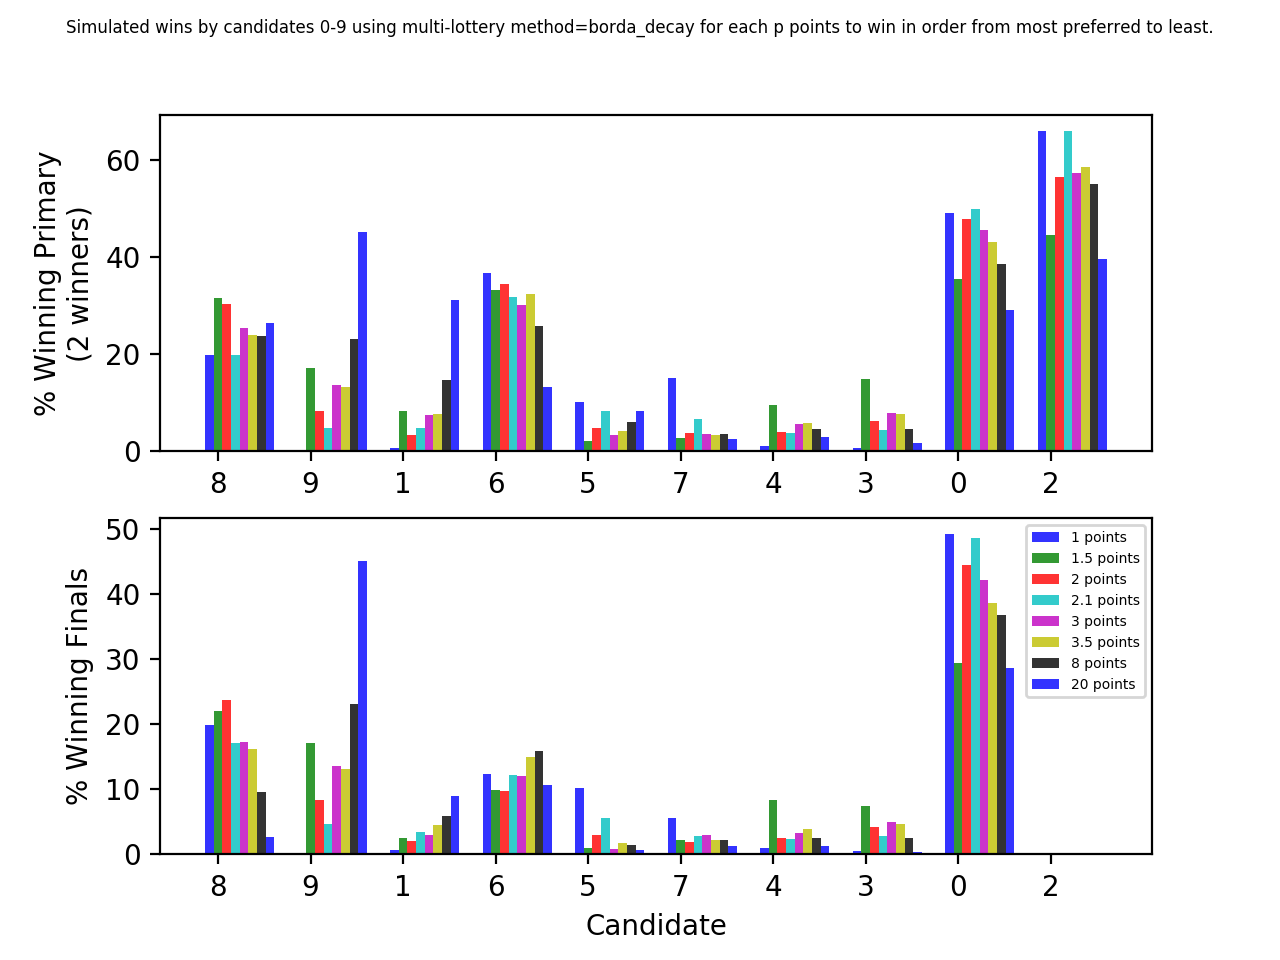 Simulated wins by candidates 0-9 using multi-lottery method=borda_decay for each p points to win in order from most preferred to least.
% Winning Primary
(2 winners)
60
40
20
0
8 9 1 6 5 7 4 3 0 2
% Winning Finals
50
40
30
20
10
0
1 points
1.5 points
2 points
2.1 points
3 points
3.5 points
8 points
20 points
8 9 1 6 5 7 4 3 0 2
Candidate